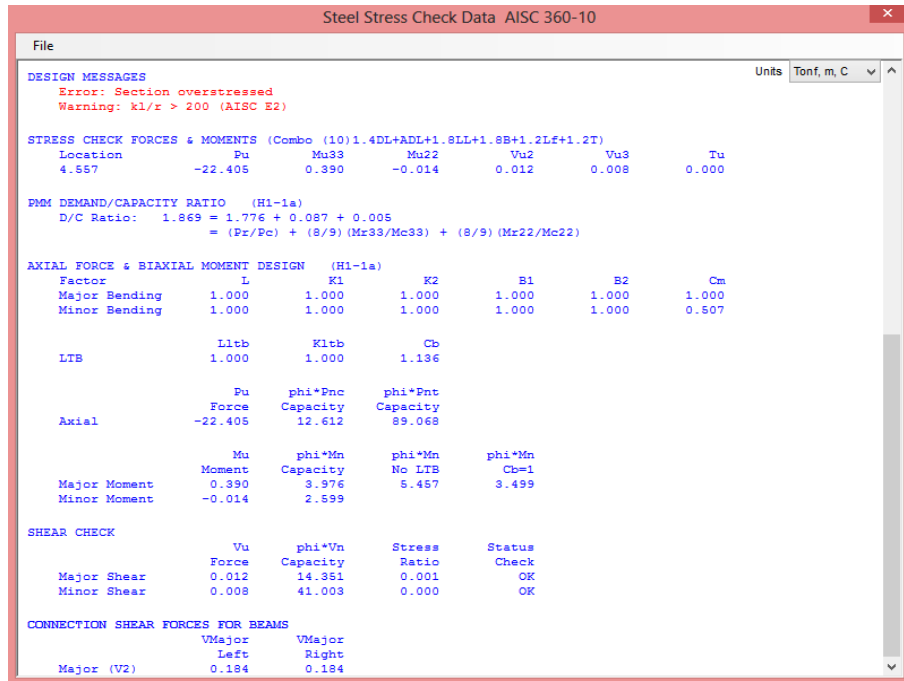 Steel Stress Check Data AISC 360-10
File
Units Tonf, m, C
DESIGN MESSAGES
Error: Section overstressed
Warning: kl/r > 200 (AISC E2)
STRESS CHECK FORCES & MOMENTS (Combo (10)1.4DL+ADL+1.8LL+1.8B+1.2Lf+1.2T)
Location Pu Mu33 Mu22 Vu2 Vu3 Tu
4.557 -22.405 0.390 -0.014 0.012 0.008 0.000
PMM DEMAND/CAPACITY RATIO (H1-1a)
D/C Ratio: 1.869 = 1.776 + 0.087 + 0.005
= (Pr/Pc) + (8/9)(Mr33/Mc33) + (8/9)(Mr22/Mc22)
AXIAL FORCE & BIAXIAL MOMENT DESIGN (H1-1a)
Factor L K1 K2 B1 B2 Cm
Major Bending 1.000 1.000 1.000 1.000 1.000 1.000
Minor Bending 1.000 1.000 1.000 1.000 1.000 0.507
Lltb Kltb Cb
LTB 1.000 1.000 1.136
Pu phi*Pnc phi*Pnt
Force Capacity Capacity
Axial -22.405 12.612 89.068
Mu phi*Mn phi*Mn phi*Mn
Moment Capacity No LTB Cb=1
Major Moment 0.390 3.976 5.457 3.499
Minor Moment -0.014 2.599
SHEAR CHECK
Vu phi*Vn Stress Status
Force Capacity Ratio Check
Major Shear 0.012 14.351 0.001 OK
Minor Shear 0.008 41.003 0.000 OK
CONNECTION SHEAR FORCES FOR BEAMS
VMajor VMajor
Left Right
Major (V2) 0.184 0.184